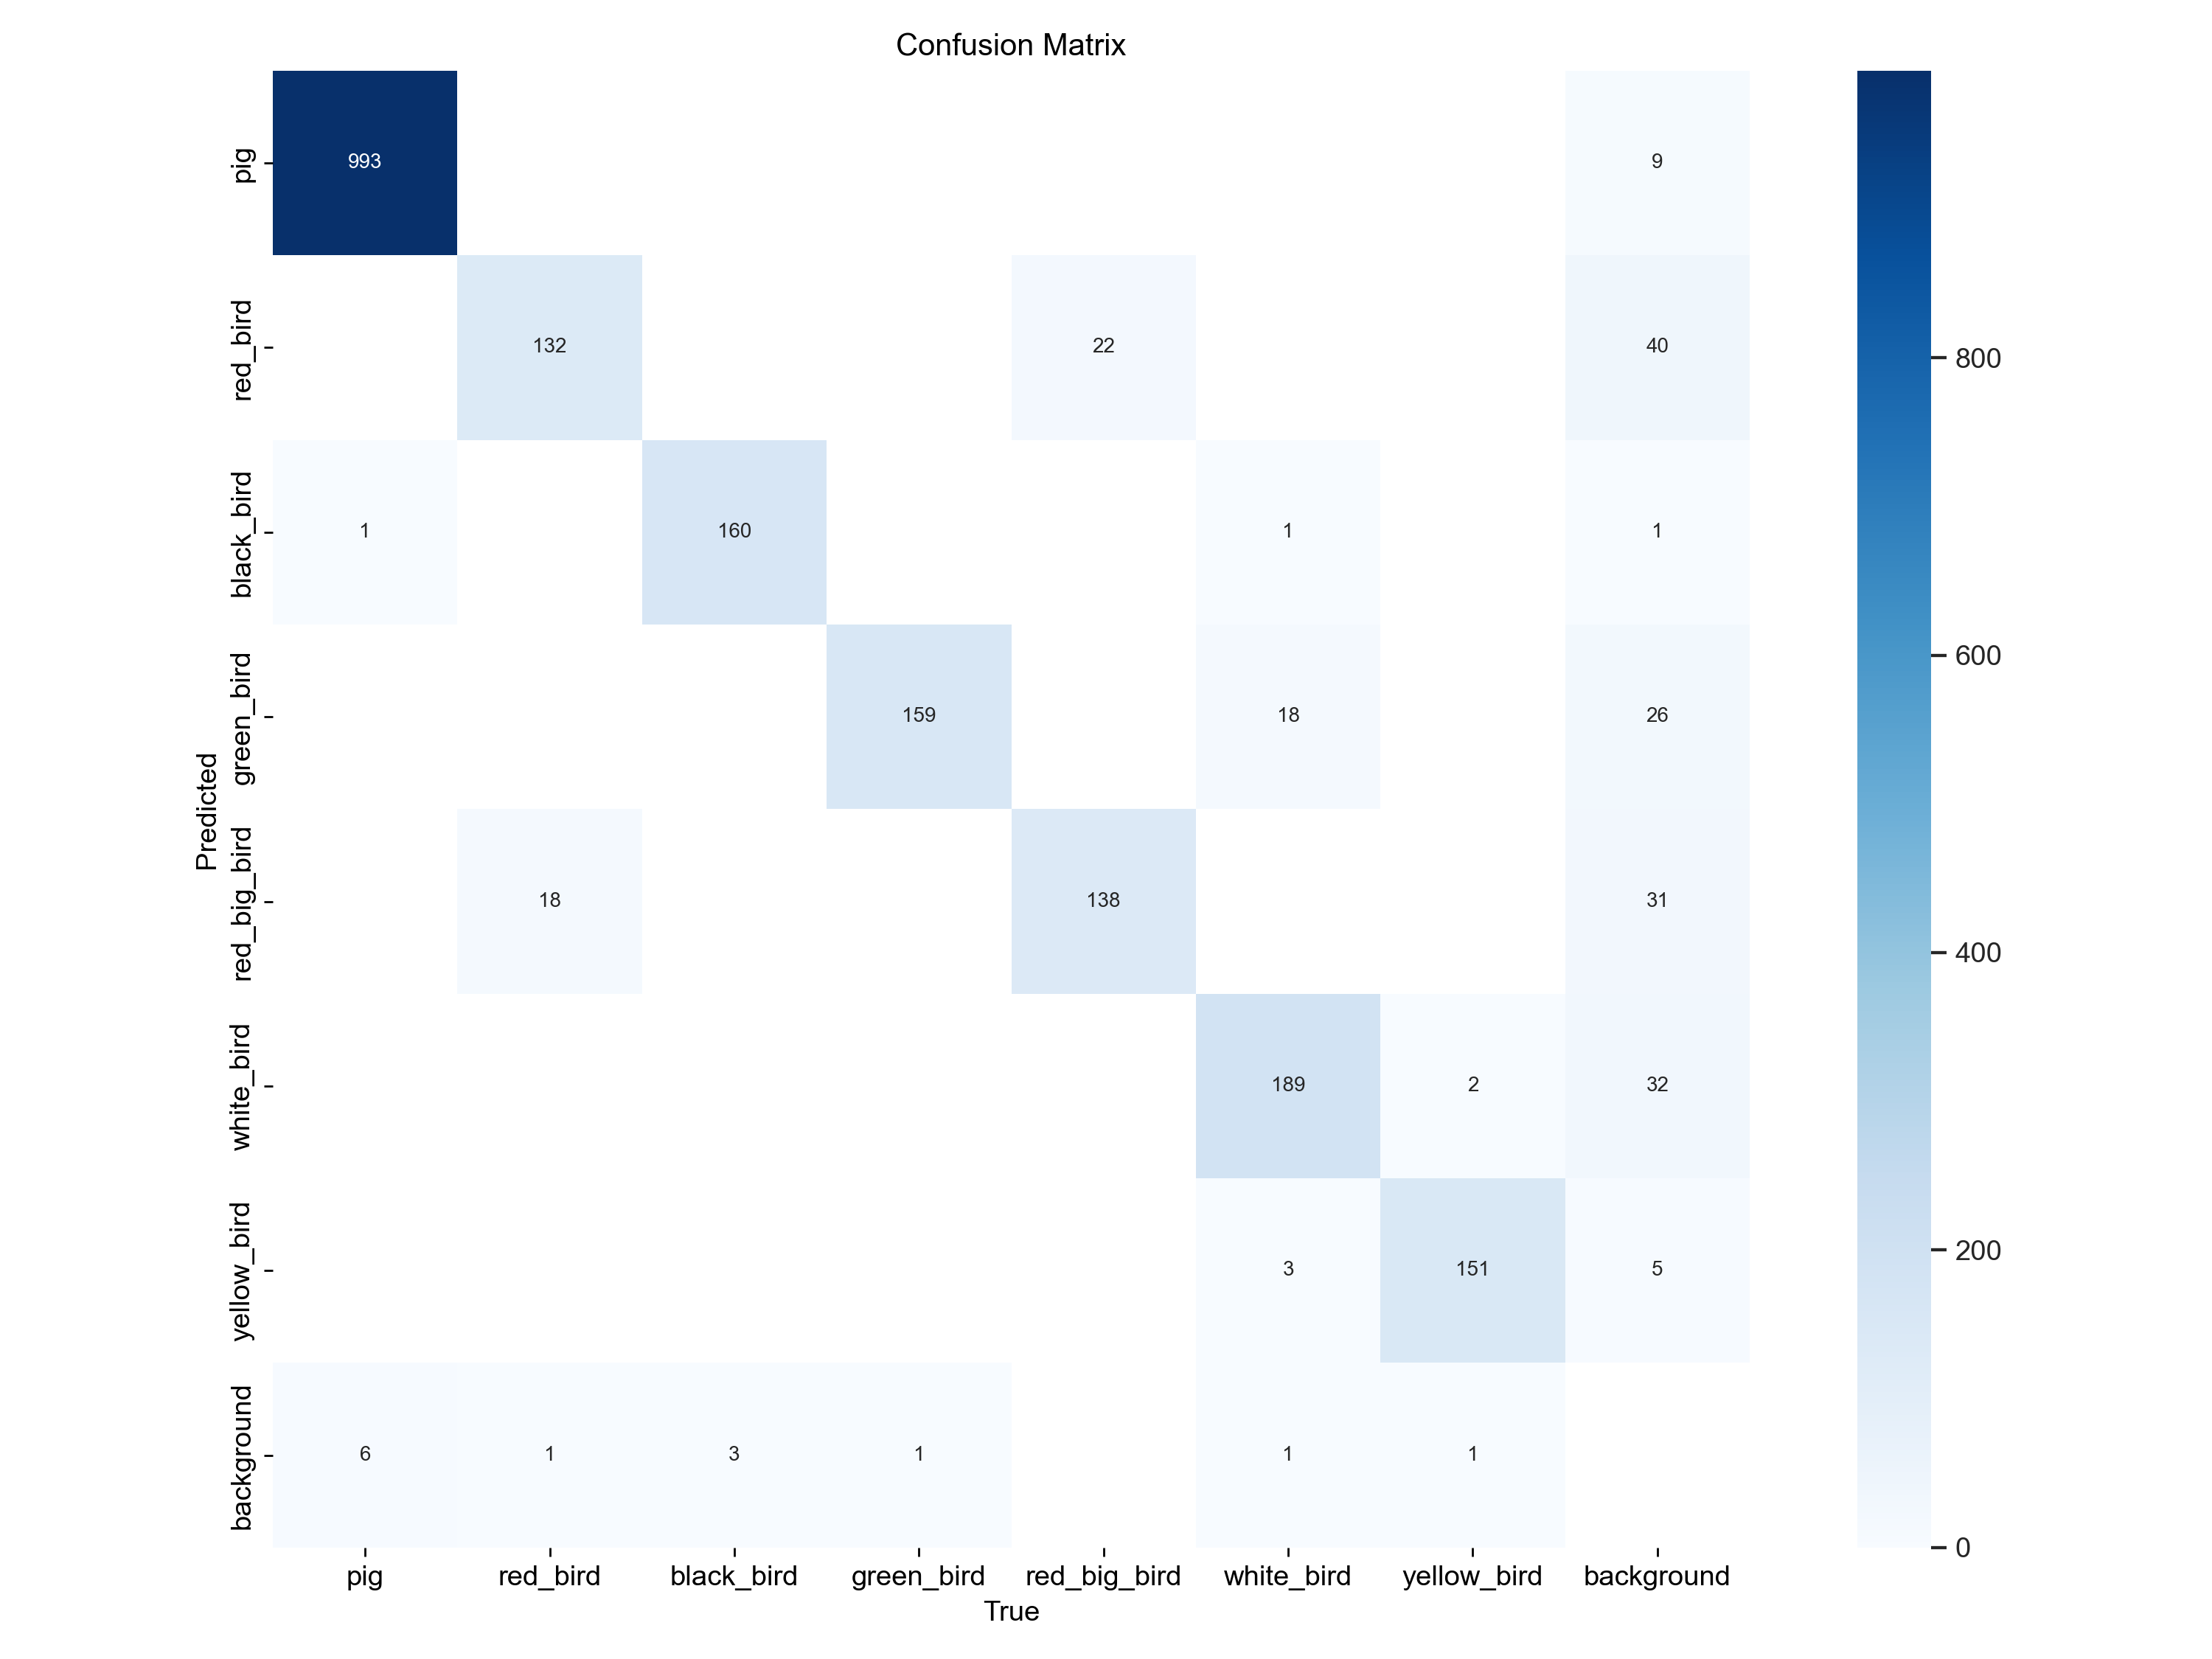 Confusion Matrix
Predicted
pig
993
9
red_bird
132
22
40
black_bird
1
160
1
1
green_bird
159
18
26
red_big_bird
18
138
31
white_bird
189
2
32
yellow_bird
3
151
5
background
6
1
3
1
1
1
pig
red_bird
black_bird
green_bird
red_big_bird
white_bird
yellow_bird
background
True
800
600
400
200
0